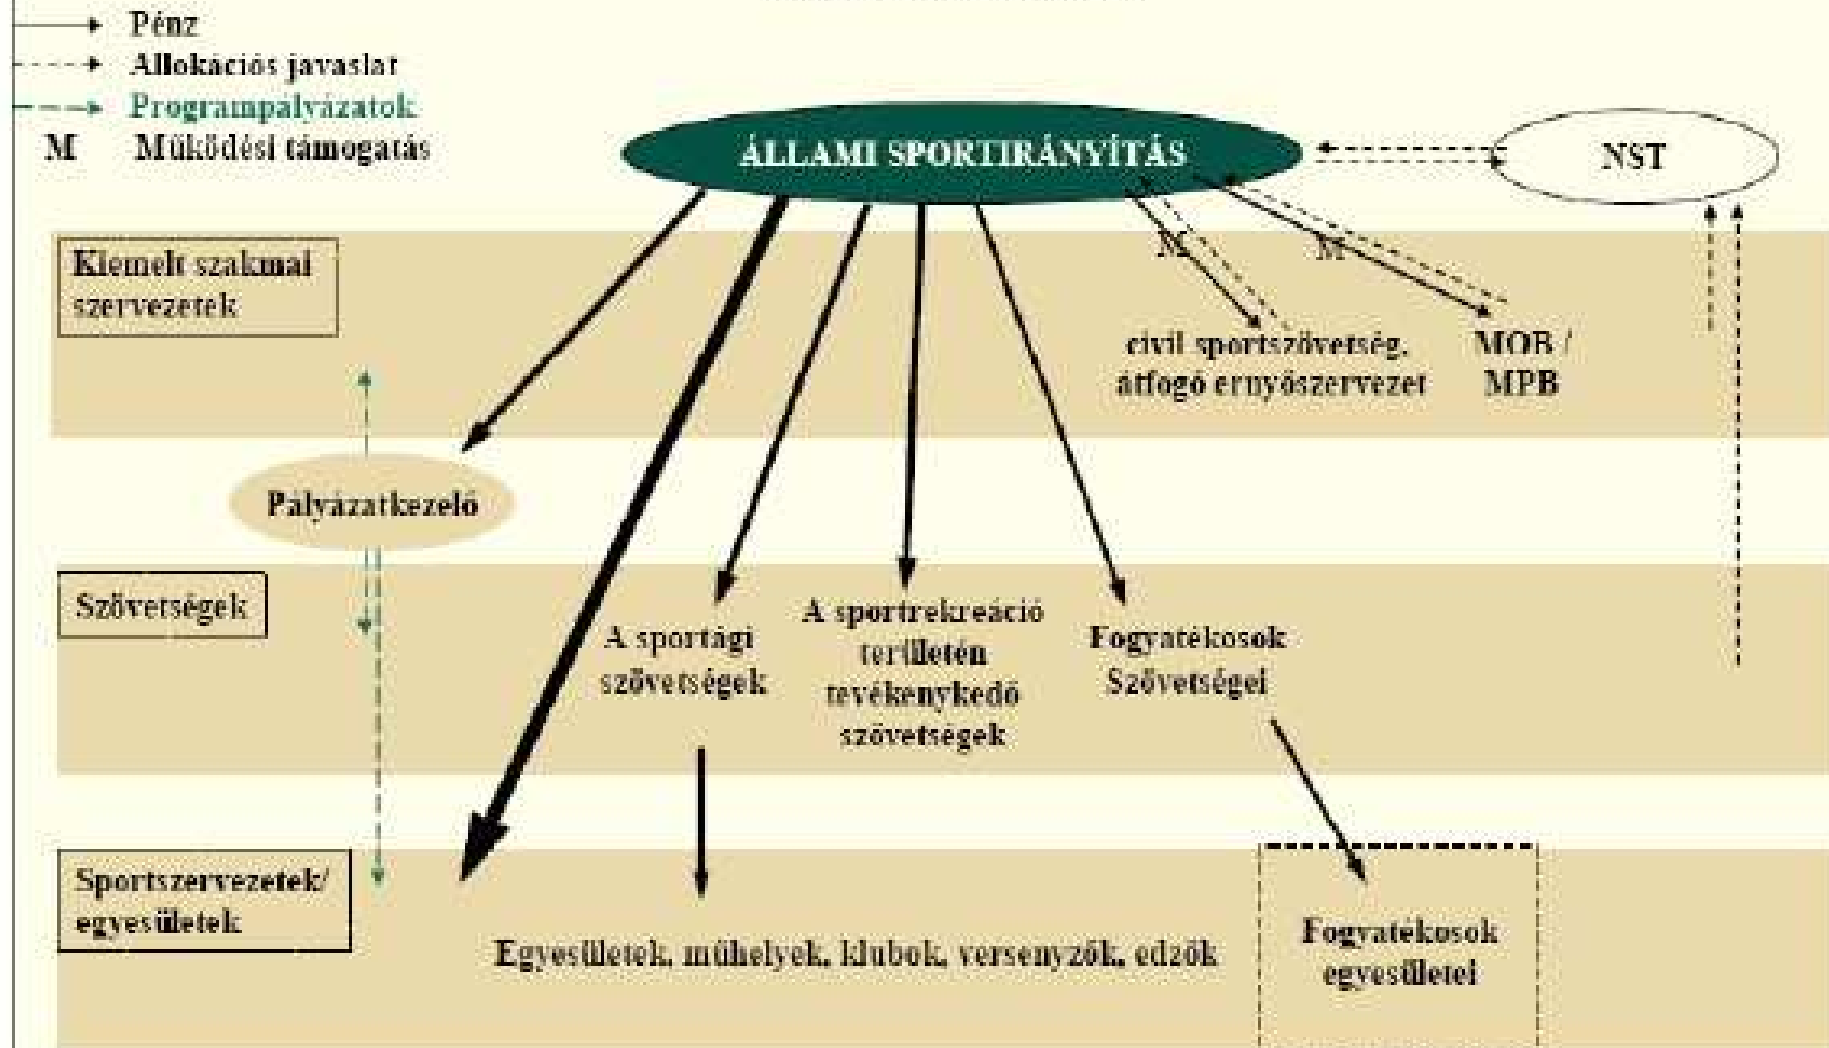 Pénz
Allokációs javaslat
Programpályázatok
M Működési támogatás
ÁLLAMI SPORTIRÁNYÍTÁS
NST
Kiemelt szakmai
szervezetek
M
M
civil sportszövetség,
átfogó ernyőszervezet
MOB /
MPB
Pályázatkezelő
Szövetségek
A sportági
szövetségek
A sportrekreáció
területén
tevékenykedő
szövetségek
Fogyatékosok
Szövetségei
Sportszervezetek/
egyesületek
Egyesületek, műhelyek, klubok, versenyzők, edzők
Fogyatékosok
egyesületei